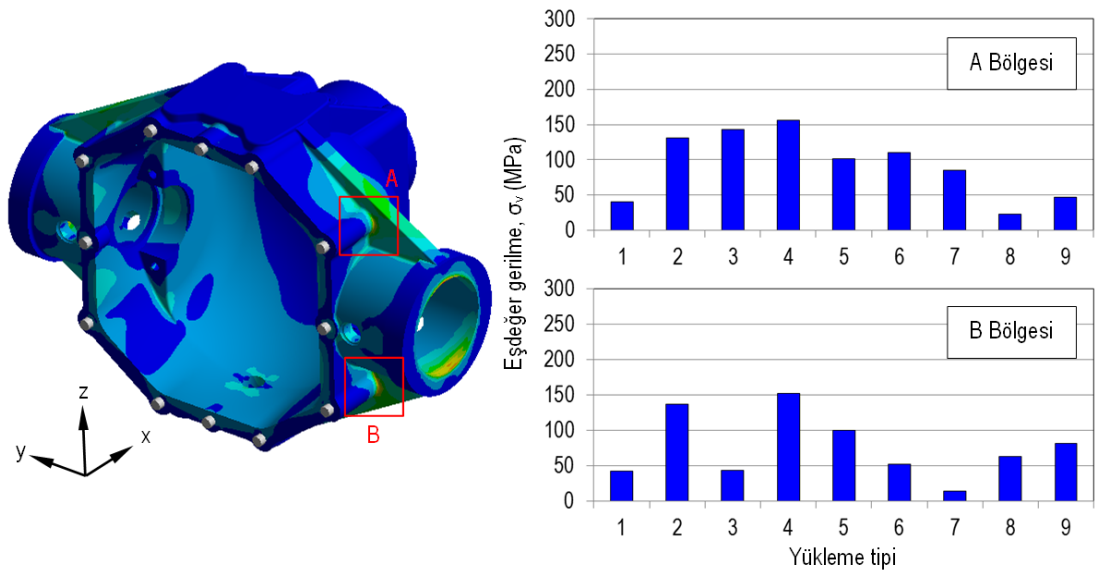 A
B
z
x
y
Eşdeğer gerilme, σv (MPa)
300
250
200
150
100
50
0
A Bölgesi
1 2 3 4 5 6 7 8 9
300
250
200
150
100
50
0
B Bölgesi
1 2 3 4 5 6 7 8 9
Yükleme tipi